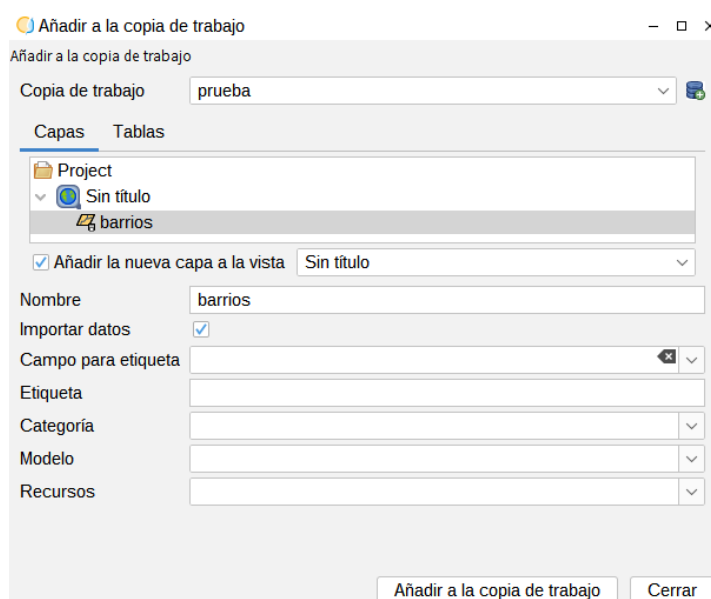 Añadir a la copia de trabajo
Añadir a la copia de trabajo
Copia de trabajo prueba
Capas Tablas
Project
Sin título
barrios
Añadir la nueva capa a la vista Sin título
Nombre barrios
Importar datos
Campo para etiqueta
Etiqueta
Categoría
Modelo
Recursos
Añadir a la copia de trabajo Cerrar